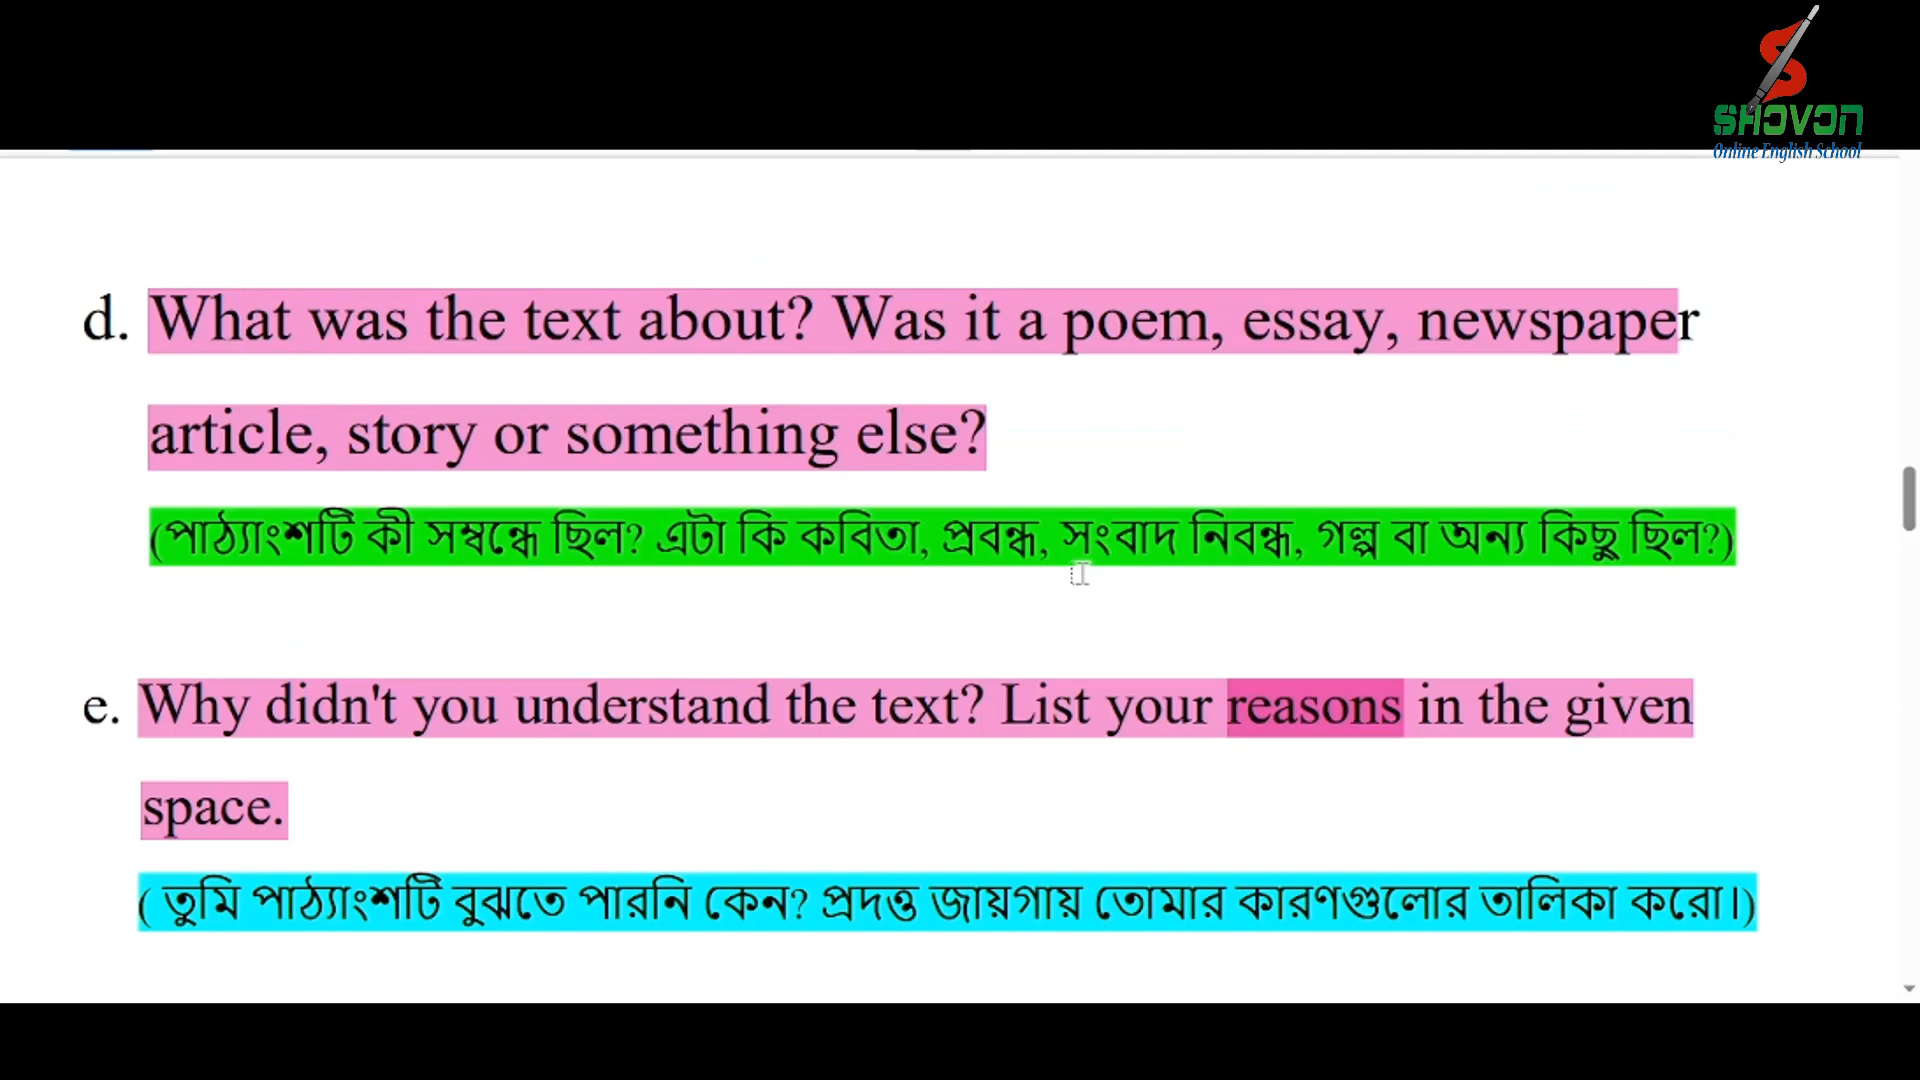 SHOVON
Online English School
d. What was the text about? Was it a poem, essay, newspaper
article, story or something else?
(পাঠ্যাংশটি কী সম্বন্ধে ছিল? এটা কি কবিতা, প্রবন্ধ, সংবাদ নিবন্ধ, গল্প বা অন্য কিছু ছিল?)
e. Why didn't you understand the text? List your reasons in the given
space.
( তুমি পাঠ্যাংশটি বুঝতে পারনি কেন? প্রদত্ত জায়গায় তোমার কারণগুলোর তালিকা করো।)